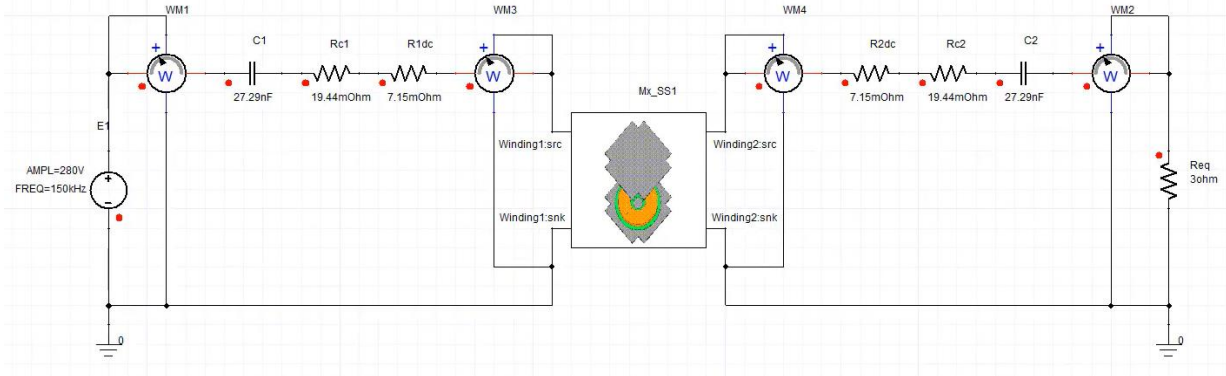 WM1
WM3
WM4
WM2
C1
Rc1
R1dc
R2dc
Rc2
C2
+
+
+
+
W
W
W
W
27.29nF
19.44mOhm
7.15mOhm
7.15mOhm
19.44mOhm
27.29nF
Mx_SS1
E1
Winding1:src
Winding2:src
AMPL=280V
FREQ=150kHz
+
Req
3ohm
Winding1:snk
Winding2:snk
0
0